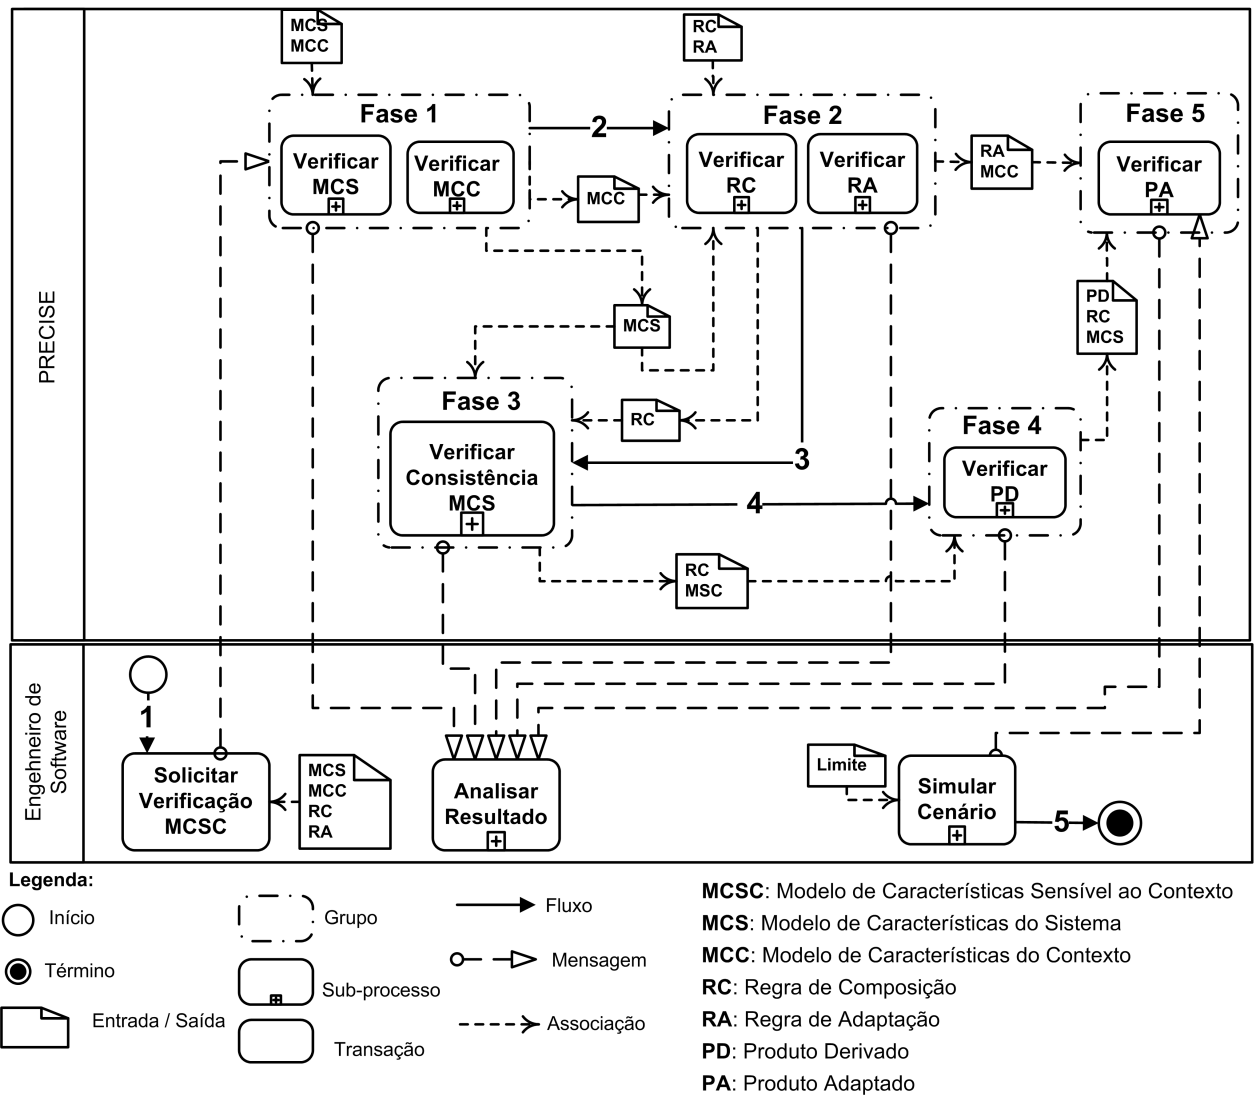 PRECISE
MCS
MCC
RC
RA
Fase 1
Verificar
MCS
Verificar
MCC
2
Fase 2
Verificar
RC
Verificar
RA
RA
MCC
Fase 5
Verificar
PA
MCC
MCS
PD
RC
MCS
Fase 3
Verificar
Consistência
MCS
RC
3
4
Fase 4
Verificar
PD
RC
MSC
Engehneiro de
Software
1
Solicitar
Verificação
MCSC
MCS
MCC
RC
RA
Analisar
Resultado
Limite
Simular
Cenário
5
Legenda:
Início
Término
Entrada / Saída
Grupo
Sub-processo
Transação
Fluxo
Mensagem
Associação
MCSC: Modelo de Características Sensível ao Contexto
MCS: Modelo de Características do Sistema
MCC: Modelo de Características do Contexto
RC: Regra de Composição
RA: Regra de Adaptação
PD: Produto Derivado
PA: Produto Adaptado